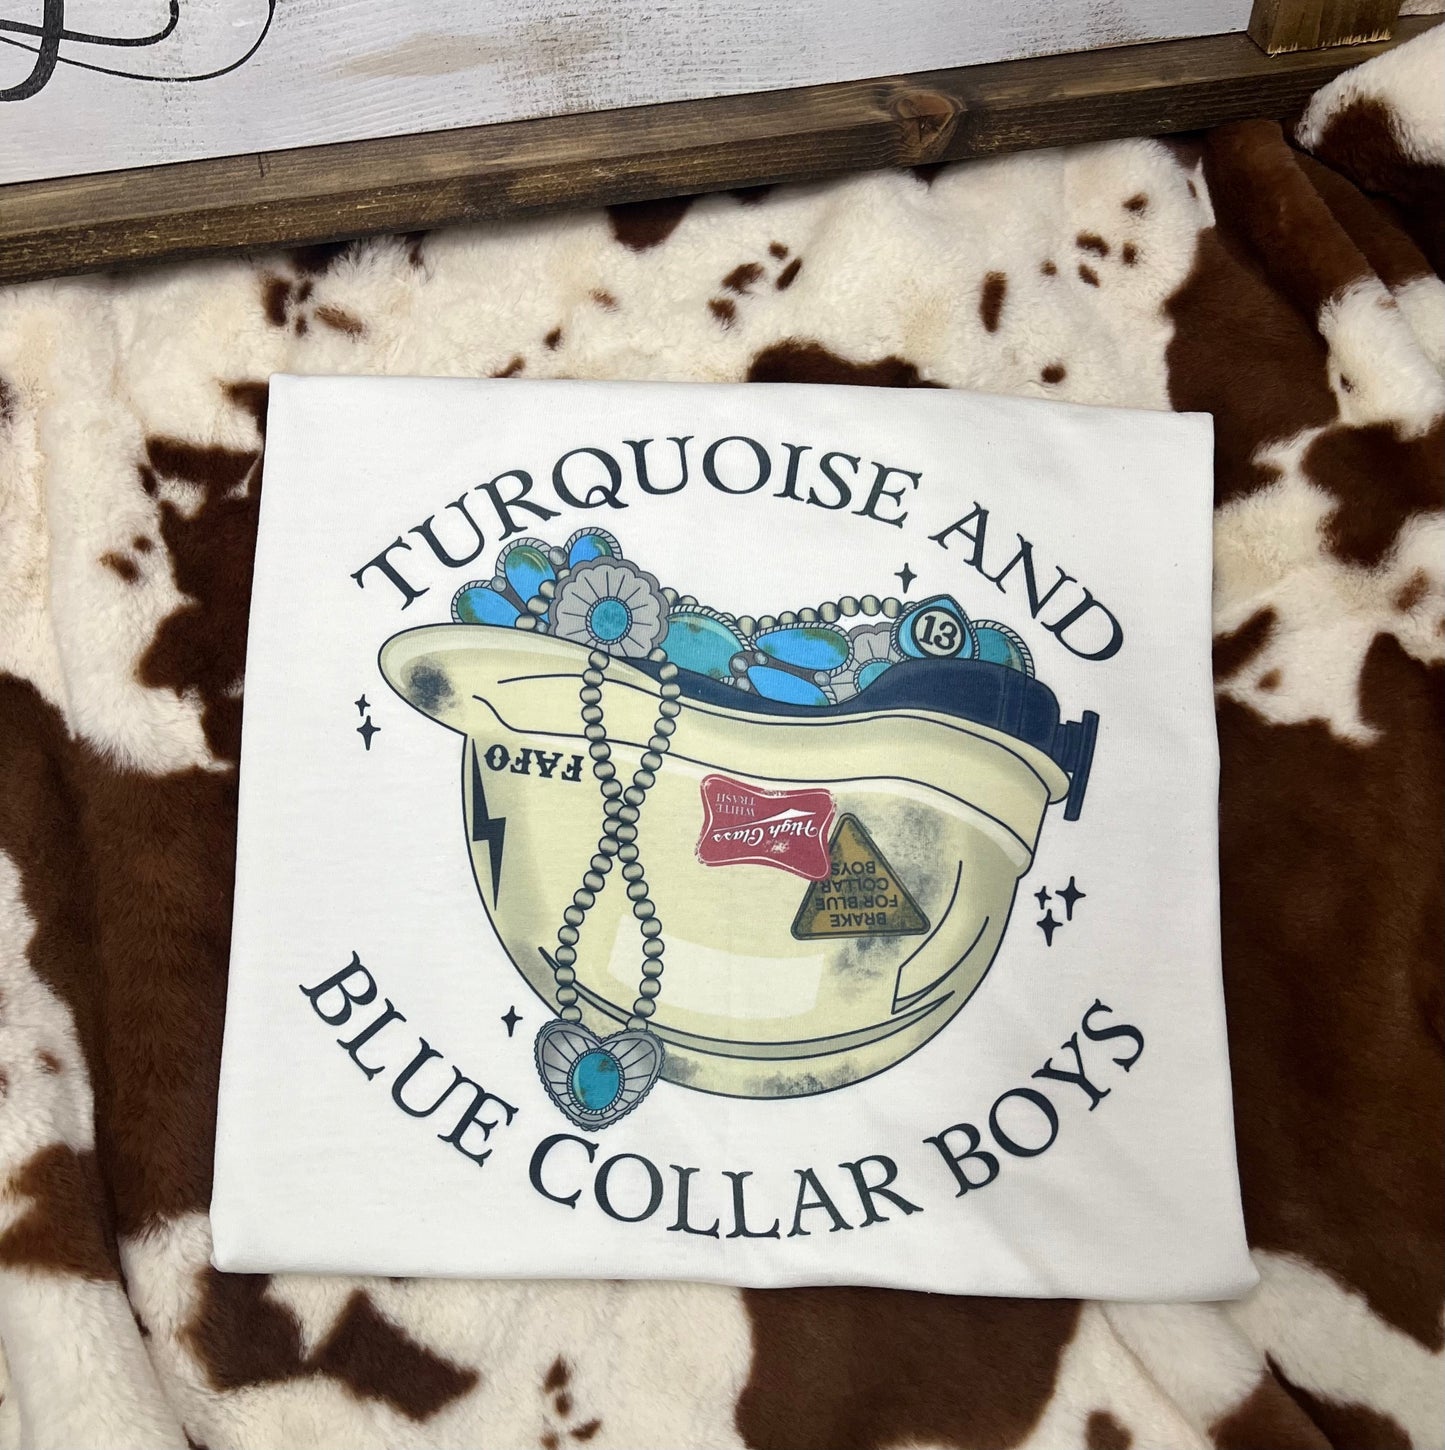 TURQUOISE AND
13
FAFO
High Class
WHITE
TRASH
BRAKE
FOR BLUE
COLLAR
BOYS
BLUE COLLAR BOYS